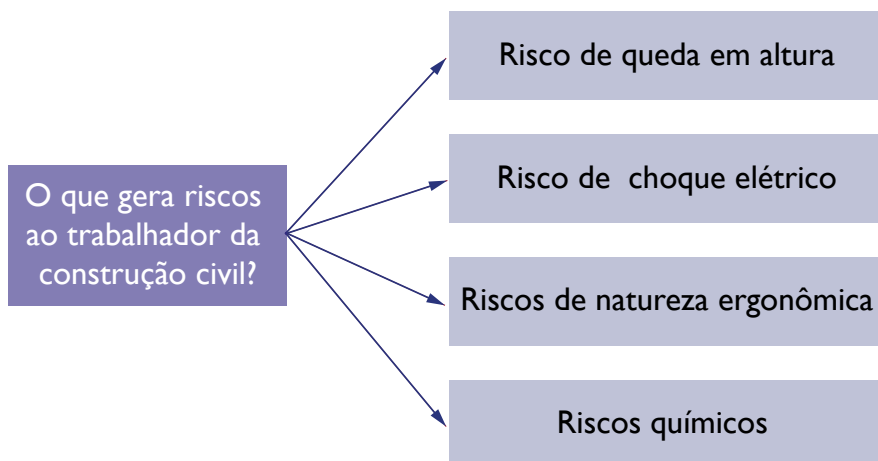 O que gera riscos
ao trabalhador da
construção civil?
Risco de queda em altura
Risco de choque elétrico
Riscos de natureza ergonômica
Riscos químicos